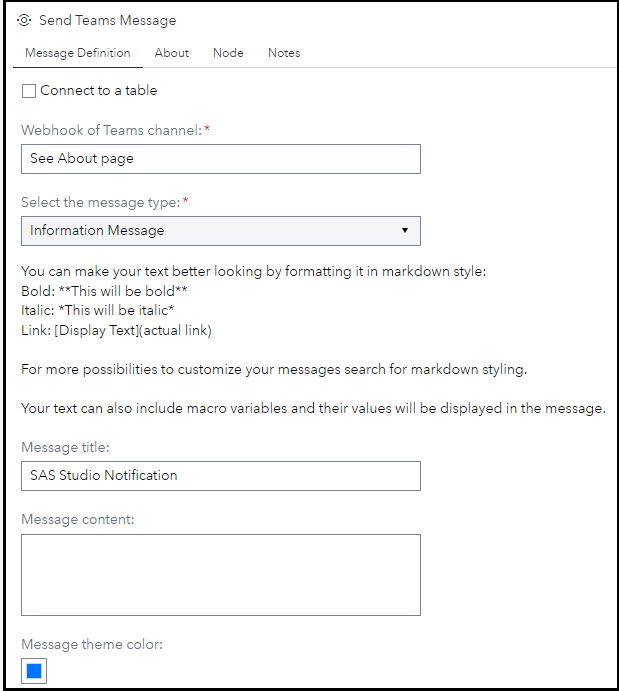 Send Teams Message
Message Definition About Node Notes
Connect to a table
Webhook of Teams channel:*
See About page
Select the message type:*
Information Message
You can make your text better looking by formatting it in markdown style:
Bold: **This will be bold**
Italic: *This will be italic*
Link: [Display Text](actual link)
For more possibilities to customize your messages search for markdown styling.
Your text can also include macro variables and their values will be displayed in the message.
Message title:
SAS Studio Notification
Message content:
Message theme color: